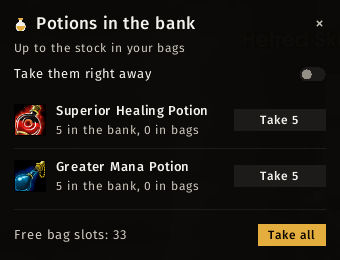 Potions in the bank
×
Up to the stock in your bags
Take them right away
Superior Healing Potion
5 in the bank, 0 in bags
Take 5
Greater Mana Potion
5 in the bank, 0 in bags
Take 5
Free bag slots: 33
Take all